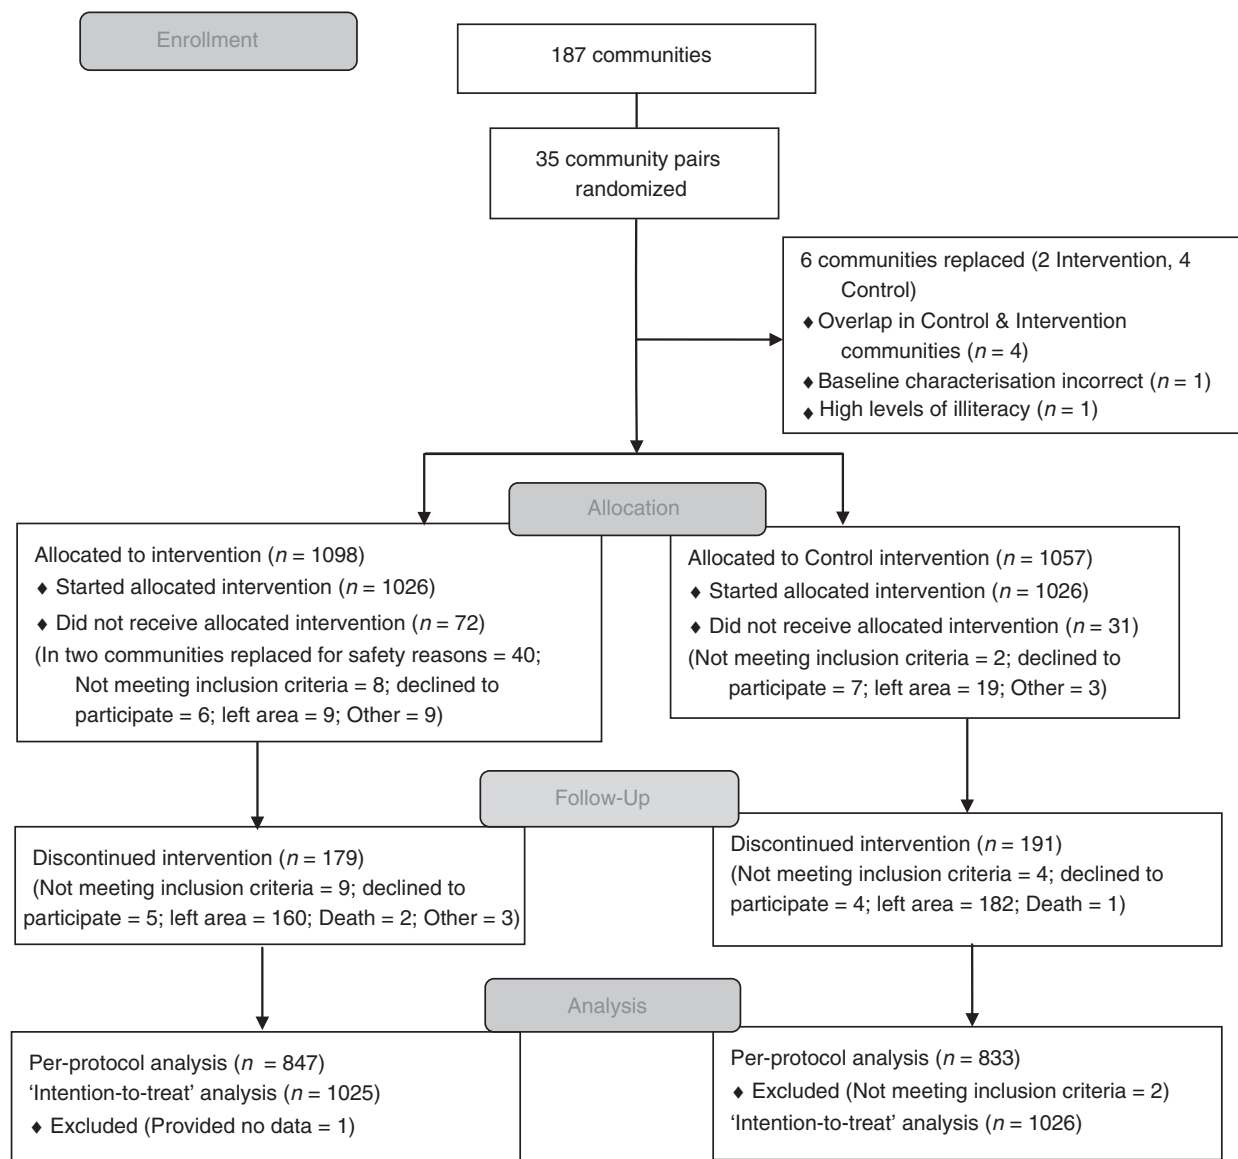 Enrollment
187 communities
35 community pairs
randomized
6 communities replaced (2 Intervention, 4
Control)
♦ Overlap in Control & Intervention
communities (n = 4)
♦ Baseline characterisation incorrect (n = 1)
♦ High levels of illiteracy (n = 1)
Allocation
Allocated to intervention (n = 1098)
♦ Started allocated intervention (n = 1026)
♦ Did not receive allocated intervention (n = 72)
(In two communities replaced for safety reasons = 40;
Not meeting inclusion criteria = 8; declined to
participate = 6; left area = 9; Other = 9)
Allocated to Control intervention (n = 1057)
♦ Started allocated intervention (n = 1026)
♦ Did not receive allocated intervention (n = 31)
(Not meeting inclusion criteria = 2; declined to
participate = 7; left area = 19; Other = 3)
Follow-Up
Discontinued intervention (n = 179)
(Not meeting inclusion criteria = 9; declined to
participate = 5; left area = 160; Death = 2; Other = 3)
Discontinued intervention (n = 191)
(Not meeting inclusion criteria = 4; declined to
participate = 4; left area = 182; Death = 1)
Analysis
Per-protocol analysis (n = 847)
‘Intention-to-treat’ analysis (n = 1025)
♦ Excluded (Provided no data = 1)
Per-protocol analysis (n = 833)
♦ Excluded (Not meeting inclusion criteria = 2)
‘Intention-to-treat’ analysis (n = 1026)